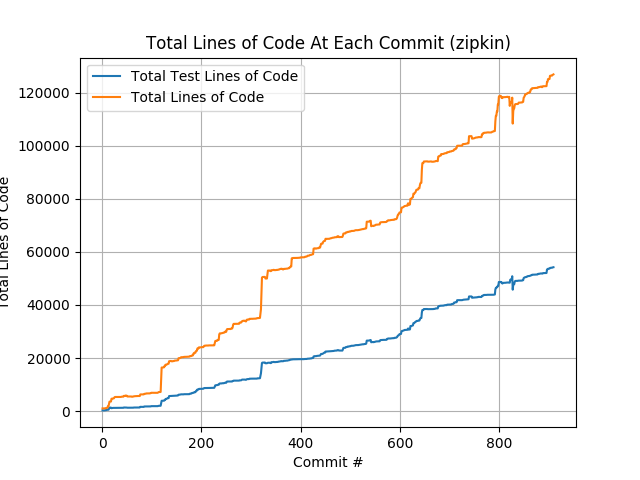 Total Lines of Code At Each Commit (zipkin)
Total Test Lines of Code
Total Lines of Code
Total Lines of Code
120000
100000
80000
60000
40000
20000
0
0 200 400 600 800
Commit #